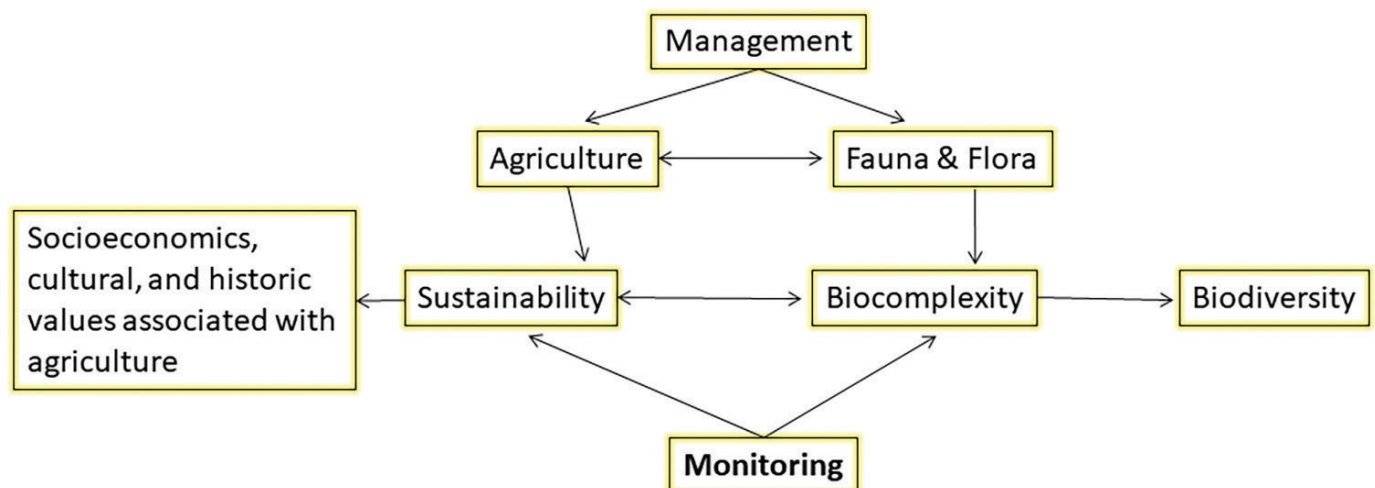 Management
Agriculture
Fauna & Flora
Socioeconomics,
cultural, and historic
values associated with
agriculture
Sustainability
Biocomplexity
Biodiversity
Monitoring